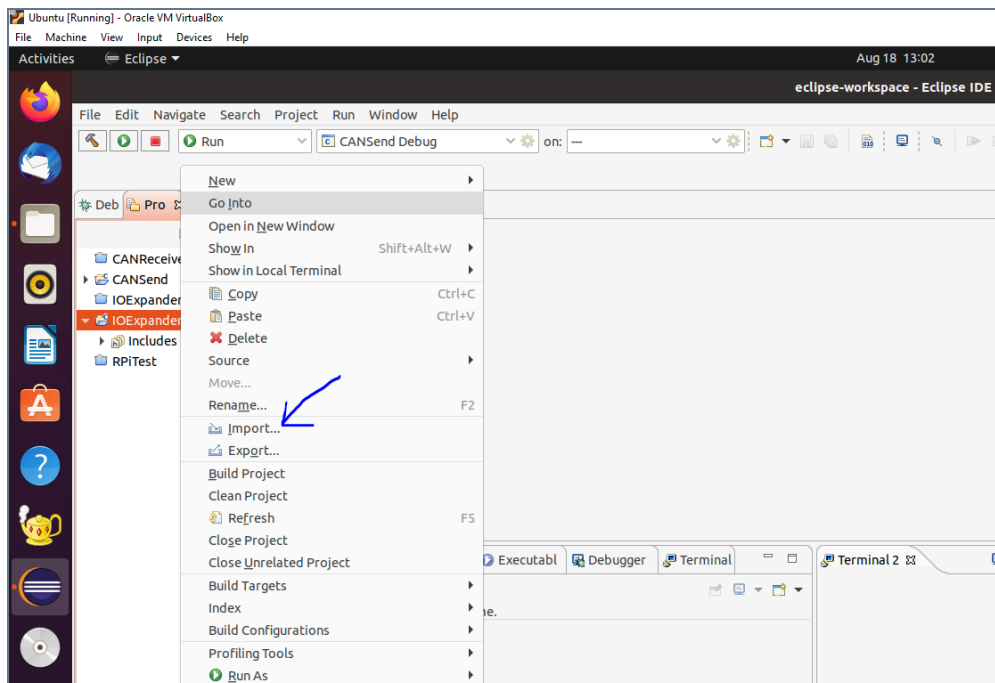 Ubuntu [Running] - Oracle VM VirtualBox
File Machine View Input Devices Help
Activities Eclipse Aug 18 13:02
eclipse-workspace - Eclipse IDE
File Edit Navigate Search Project Run Window Help
Run CANSend Debug on: ---
Deb Pro
CANReceive
CANSend
IOExpander
IOExpander
Includes
RPiTest
New
Go Into
Open in New Window
Show In Shift+Alt+W
Show in Local Terminal
Copy Ctrl+C
Paste Ctrl+V
Delete
Source
Move...
Rename... F2
Import...
Export...
Build Project
Clean Project
Refresh F5
Close Project
Close Unrelated Project
Build Targets
Index
Build Configurations
Profiling Tools
Run As
Executabl Debugger Terminal Terminal 2
ne.